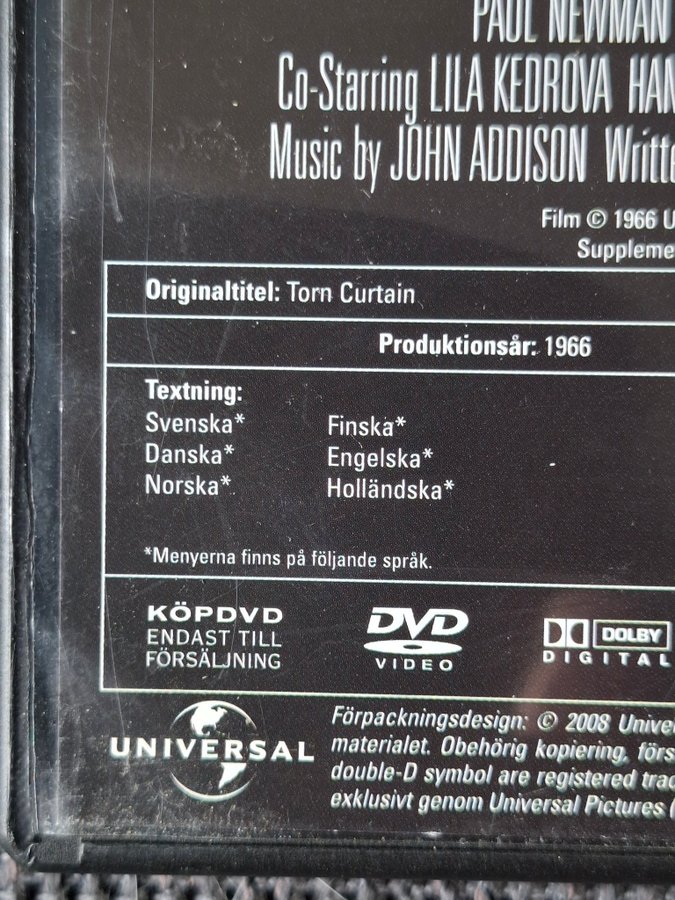 PAUL NEWMAN
Co-Starring LILA KEDROVA
Music by JOHN ADDISON
Film © 1966
Originaltitel: Torn Curtain
Produktionsår: 1966
Textning:
Svenska* Finska*
Danska* Engelska*
Norska* Holländska*
*Menyerna finns på följande språk.
KÖPDVD
ENDAST TILL
FÖRSÄLJNING
DVD
VIDEO
DOLBY
DIGITAL
UNIVERSAL
Förpackningsdesign: © 2008
materialet. Obehörig kopiering,
double-D symbol are registered
exklusivt genom Universal Pictures